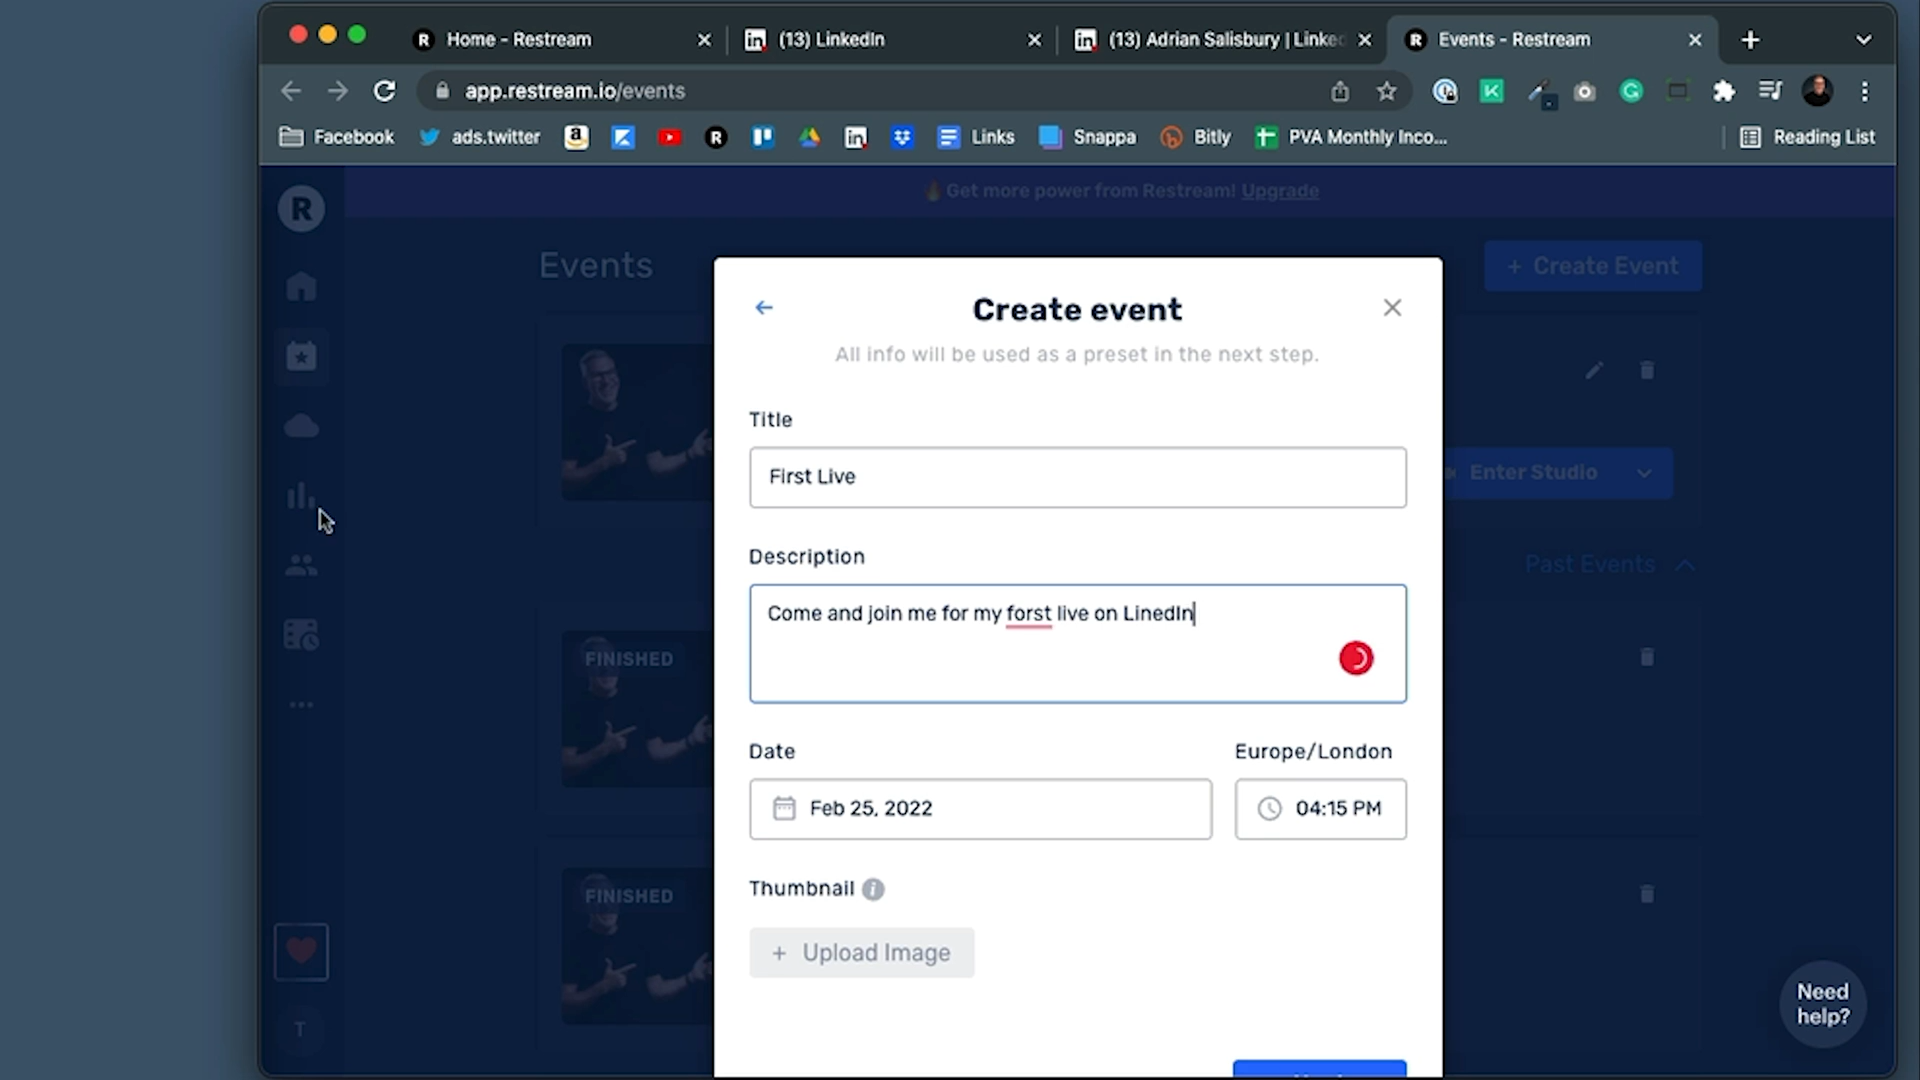 Home - Restream
(13) LinkedIn
(13) Adrian Salisbury | Linke
Events - Restream
app.restream.io/events
Facebook
ads.twitter
Links
Snappa
Bitly
PVA Monthly Inco...
Reading List
R
Get more power from Restream! Upgrade
Events
+ Create Event
Create event
All info will be used as a preset in the next step.
Title
First Live
Enter Studio
Description
Past Events
Come and join me for my forst live on LinedIn
FINISHED
Date
Europe/London
Feb 25, 2022
04:15 PM
Thumbnail
FINISHED
+ Upload Image
Need
help?
T